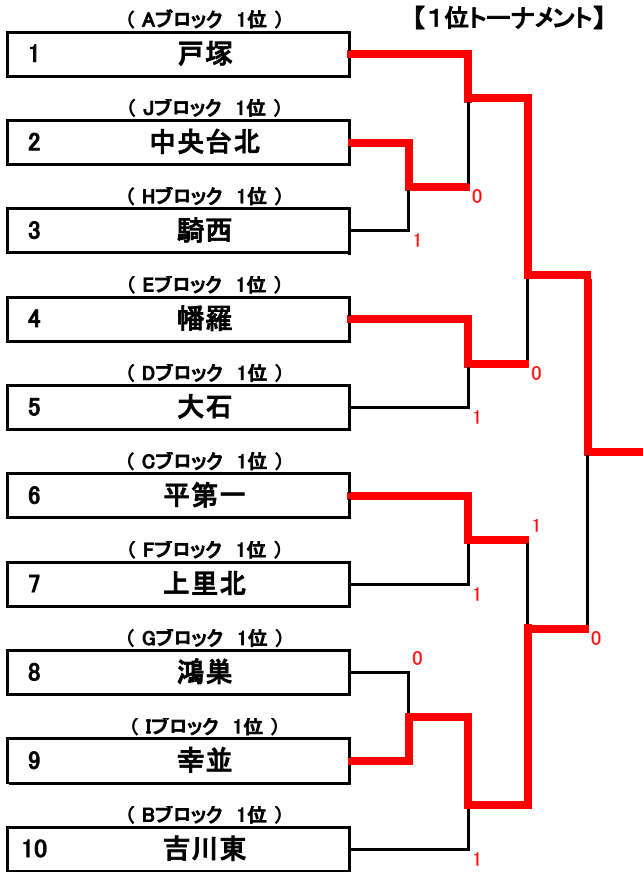 【１位トーナメント】
（ Aブロック 1位 ）
1 戸塚
（ Jブロック 1位 ）
2 中央台北
0
（ Hブロック 1位 ）
3 騎西
1
（ Eブロック 1位 ）
4 幡羅
0
（ Dブロック 1位 ）
5 大石
1
（ Cブロック 1位 ）
6 平第一
1
（ Fブロック 1位 ）
7 上里北
1
（ Gブロック 1位 ）
0
0
8 鴻巣
（ Iブロック 1位 ）
9 幸並
（ Bブロック 1位 ）
10 吉川東
1